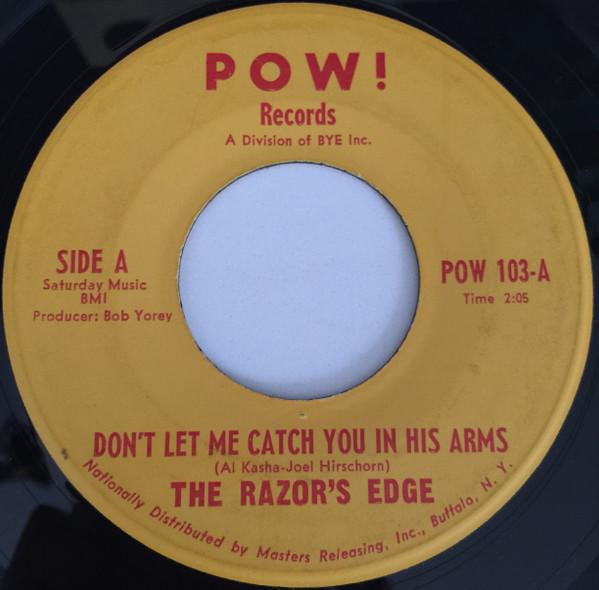 POW!
Records
A Division of BYE Inc.
SIDE A
Saturday Music
BMI
Producer: Bob Yorey
POW 103-A
Time 2:05
DON'T LET ME CATCH YOU IN HIS ARMS
(Al Kasha-Joel Hirschorn)
THE RAZOR'S EDGE
Nationally Distributed by Masters Releasing, Inc., Buffalo, N. Y.